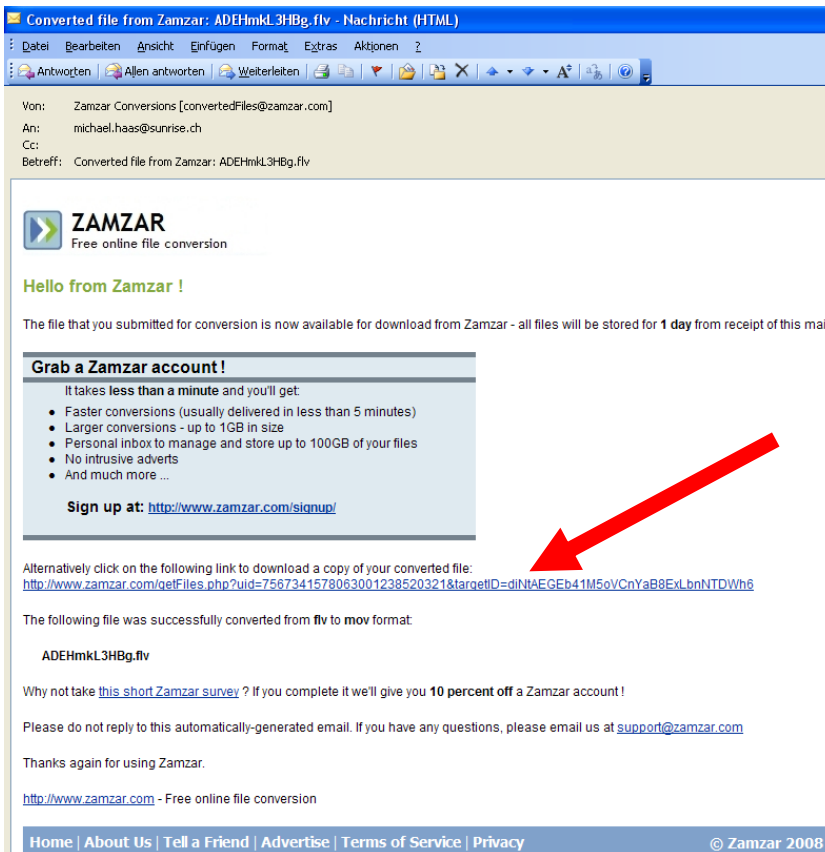 Converted file from Zamzar: ADEHmkL3HBg.flv - Nachricht (HTML)
Datei Bearbeiten Ansicht Einfügen Format Extras Aktionen ?
Antworten Allen antworten Weiterleiten
Von: Zamzar Conversions [convertedFiles@zamzar.com]
An: michael.haas@sunrise.ch
Cc:
Betreff: Converted file from Zamzar: ADEHmkL3HBg.flv
ZAMZAR
Free online file conversion
Hello from Zamzar !
The file that you submitted for conversion is now available for download from Zamzar - all files will be stored for 1 day from receipt of this mai
Grab a Zamzar account !
It takes less than a minute and you'll get:
• Faster conversions (usually delivered in less than 5 minutes)
• Larger conversions - up to 1GB in size
• Personal inbox to manage and store up to 100GB of your files
• No intrusive adverts
• And much more ...
Sign up at: http://www.zamzar.com/signup/
Alternatively click on the following link to download a copy of your converted file:
http://www.zamzar.com/getFiles.php?uid=7567341578063001238520321&targetID=diNtAEGEb41M5oVCnYaB8ExLbnNTDWh6
The following file was successfully converted from flv to mov format:
ADEHmkL3HBg.flv
Why not take this short Zamzar survey ? If you complete it we'll give you 10 percent off a Zamzar account !
Please do not reply to this automatically-generated email. If you have any questions, please email us at support@zamzar.com
Thanks again for using Zamzar.
http://www.zamzar.com - Free online file conversion
Home | About Us | Tell a Friend | Advertise | Terms of Service | Privacy © Zamzar 2008